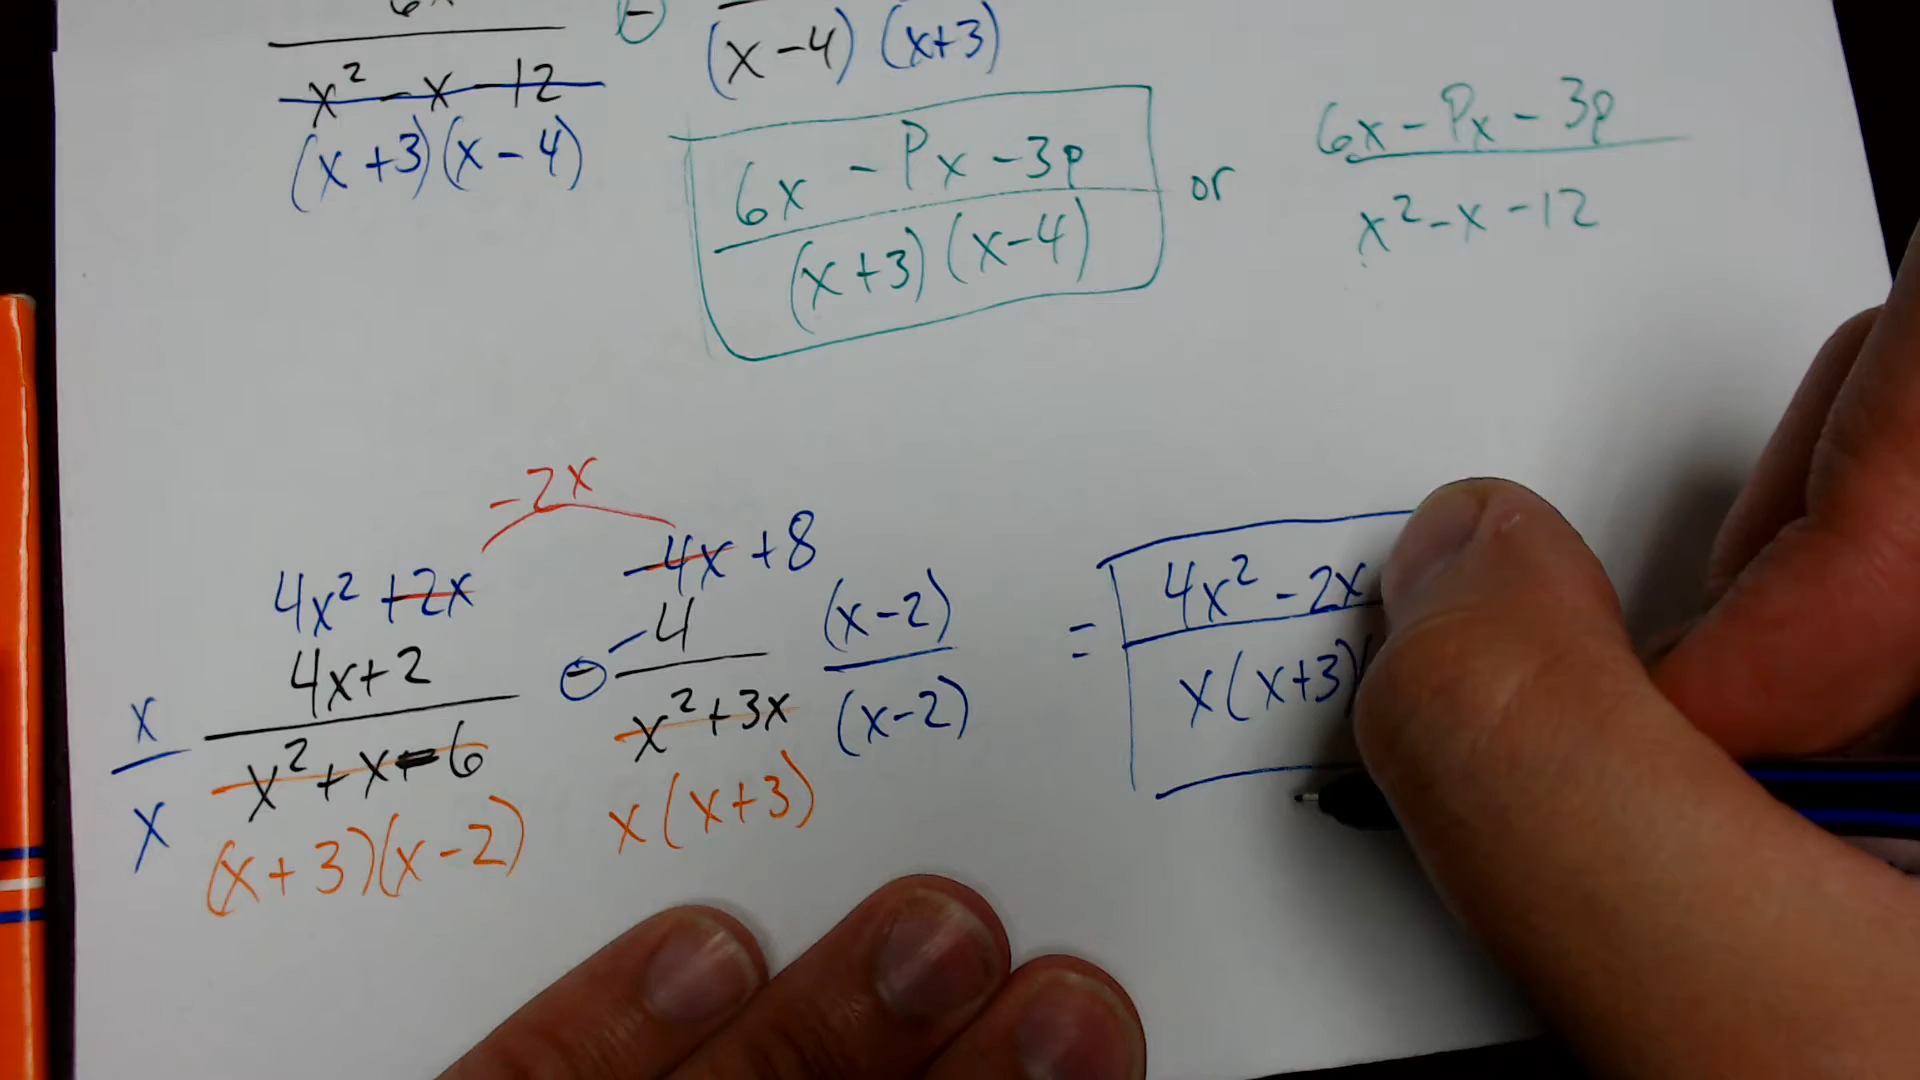 x² - x - 12
(x + 3)(x - 4)
(x - 4) (x+3)
6x - Px - 3p
(x+3)(x-4)
or
6x - Px - 3p
x² - x - 12
-2x
4x² +2x
-4x +8
4x+2
- 4
(x-2)
x
x² + x - 6
x² + 3x
(x-2)
x
(x + 3)(x - 2)
x(x+3)
=
4x² - 2x
x(x+3)